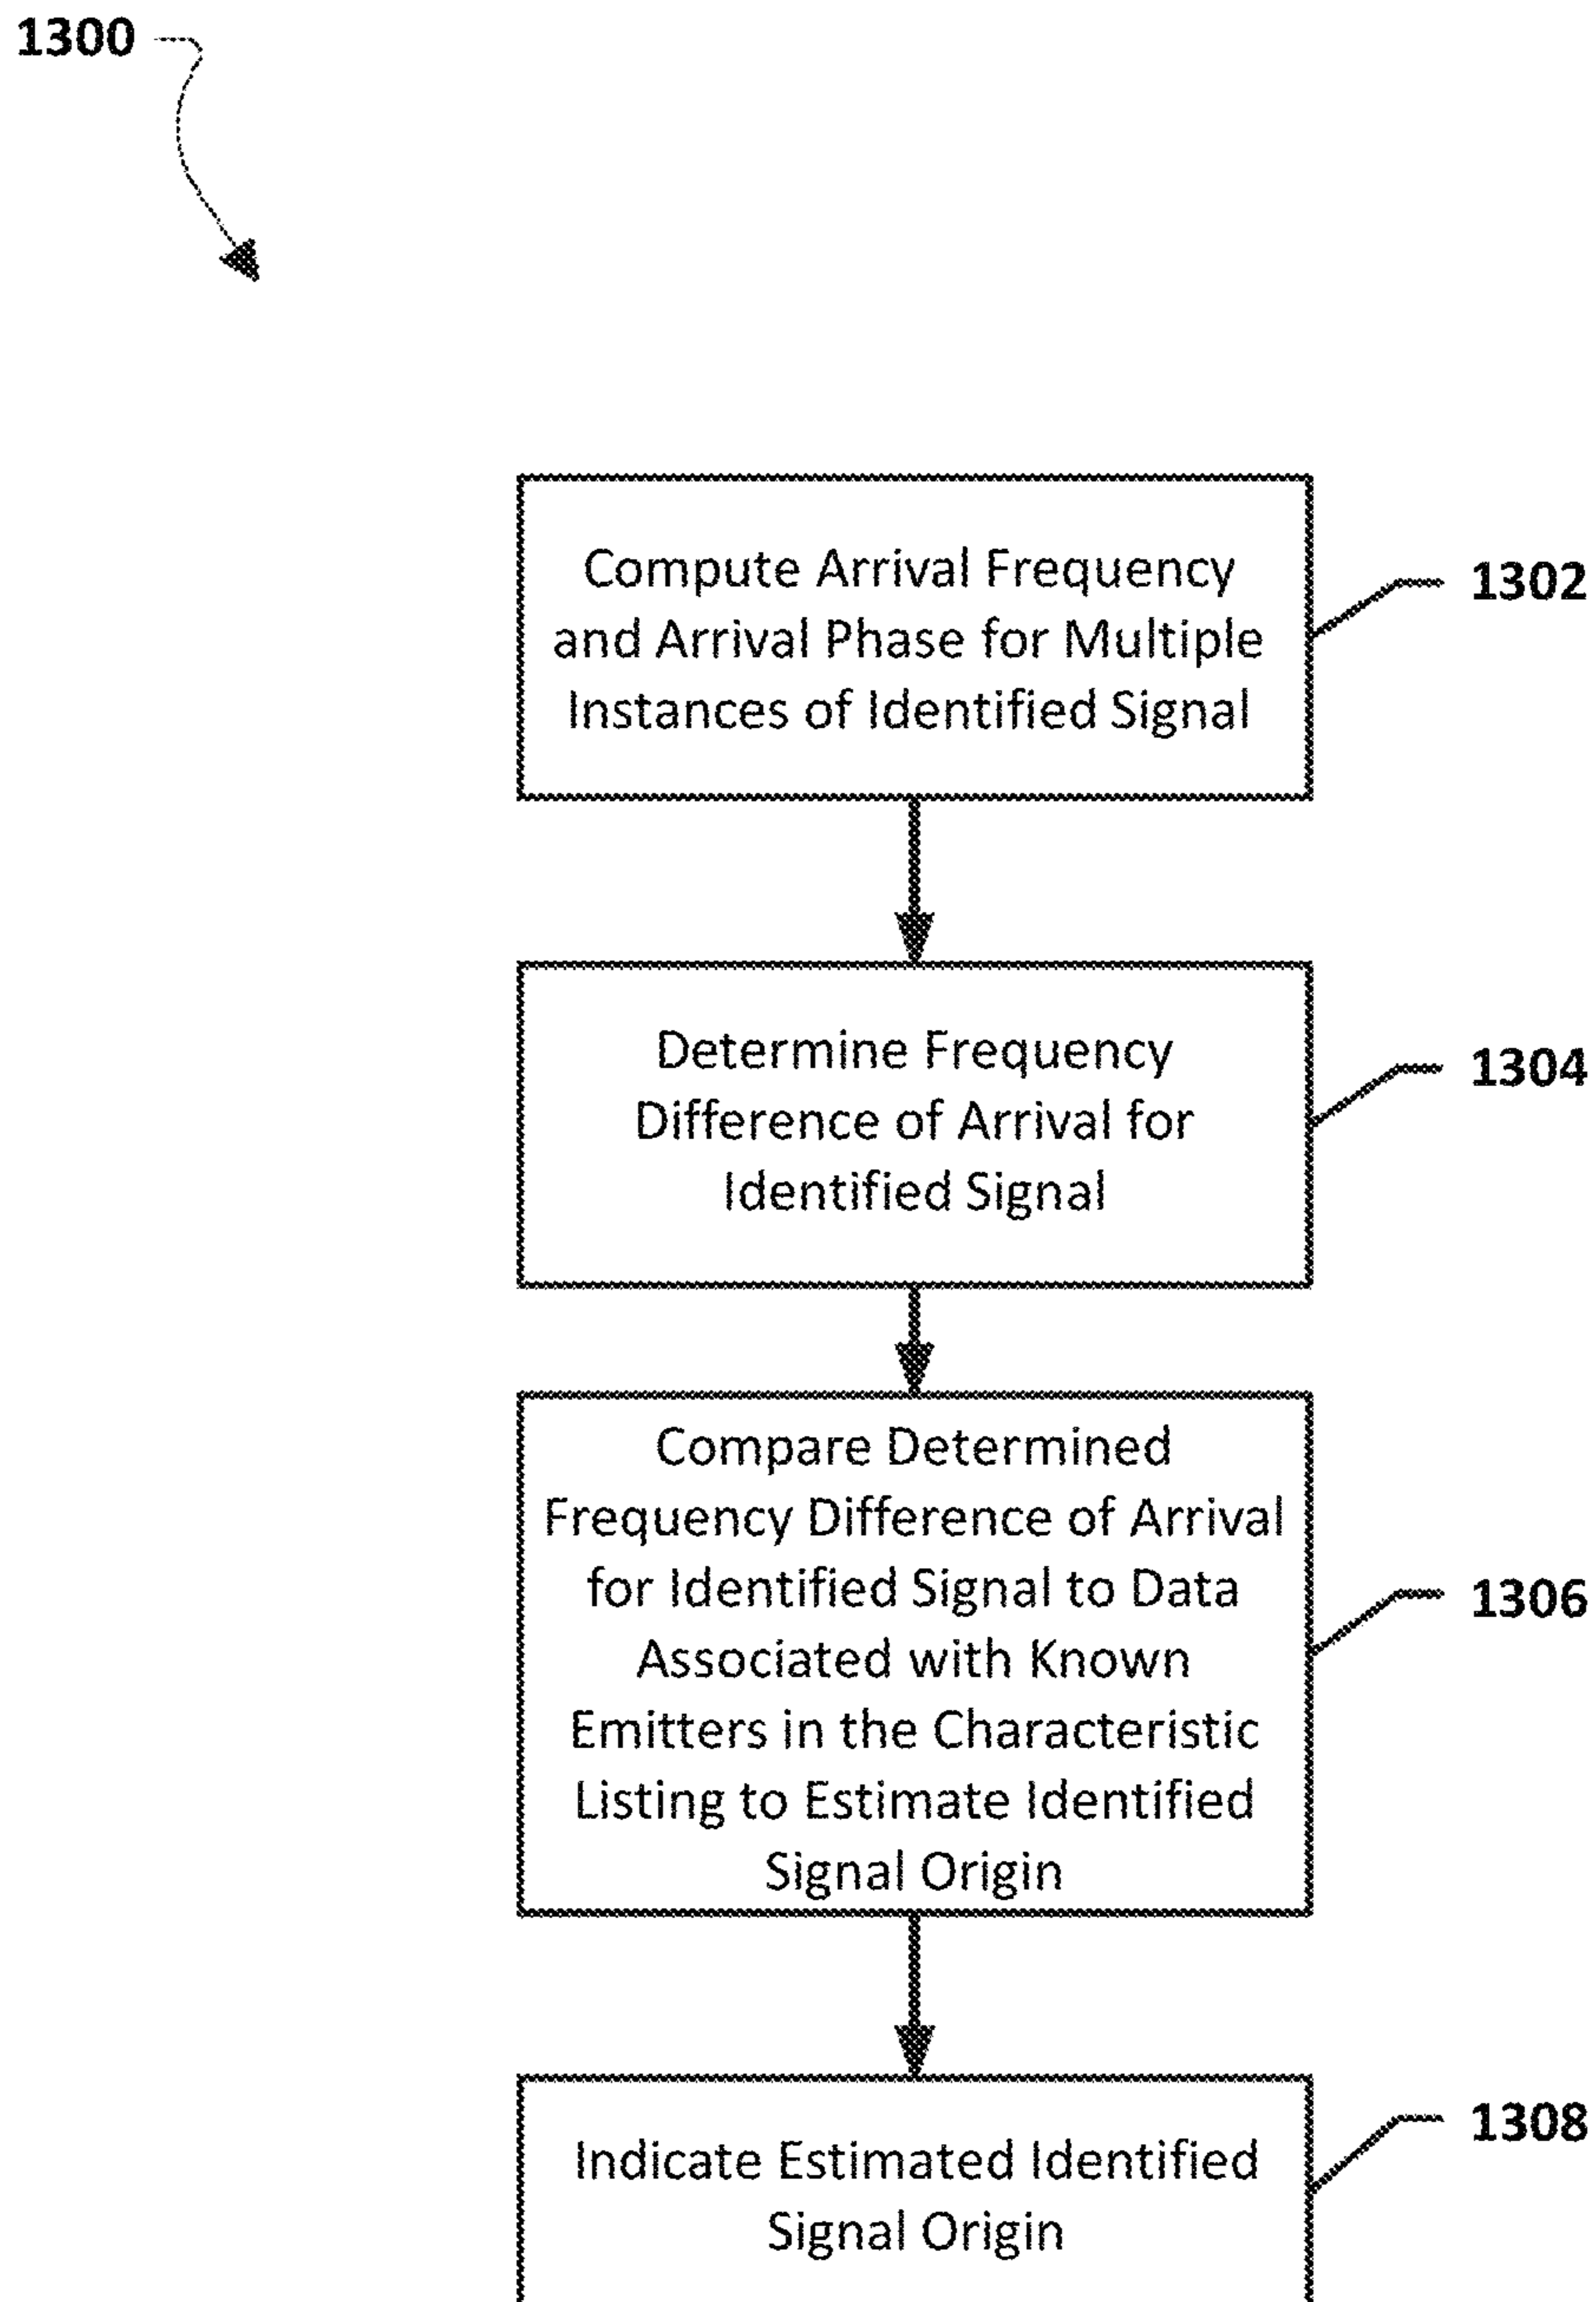 1300
Compute Arrival Frequency
and Arrival Phase for Multiple
Instances of Identified Signal
1302
Determine Frequency
Difference of Arrival for
Identified Signal
1304
Compare Determined
Frequency Difference of Arrival
for Identified Signal to Data
Associated with Known
Emitters in the Characteristic
Listing to Estimate Identified
Signal Origin
1306
Indicate Estimated Identified
Signal Origin
1308